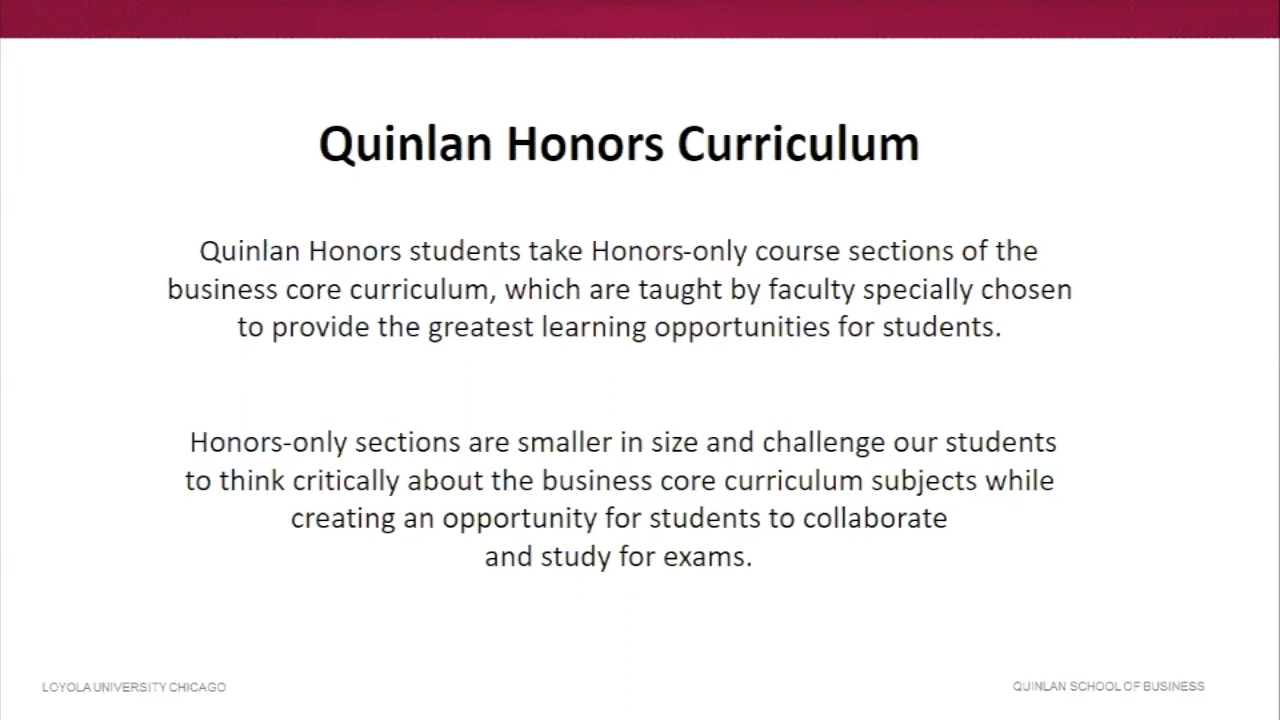 Quinlan Honors Curriculum
Quinlan Honors students take Honors-only course sections of the
business core curriculum, which are taught by faculty specially chosen
to provide the greatest learning opportunities for students.
Honors-only sections are smaller in size and challenge our students
to think critically about the business core curriculum subjects while
creating an opportunity for students to collaborate
and study for exams.
LOYOLA UNIVERSITY CHICAGO
QUINLAN SCHOOL OF BUSINESS